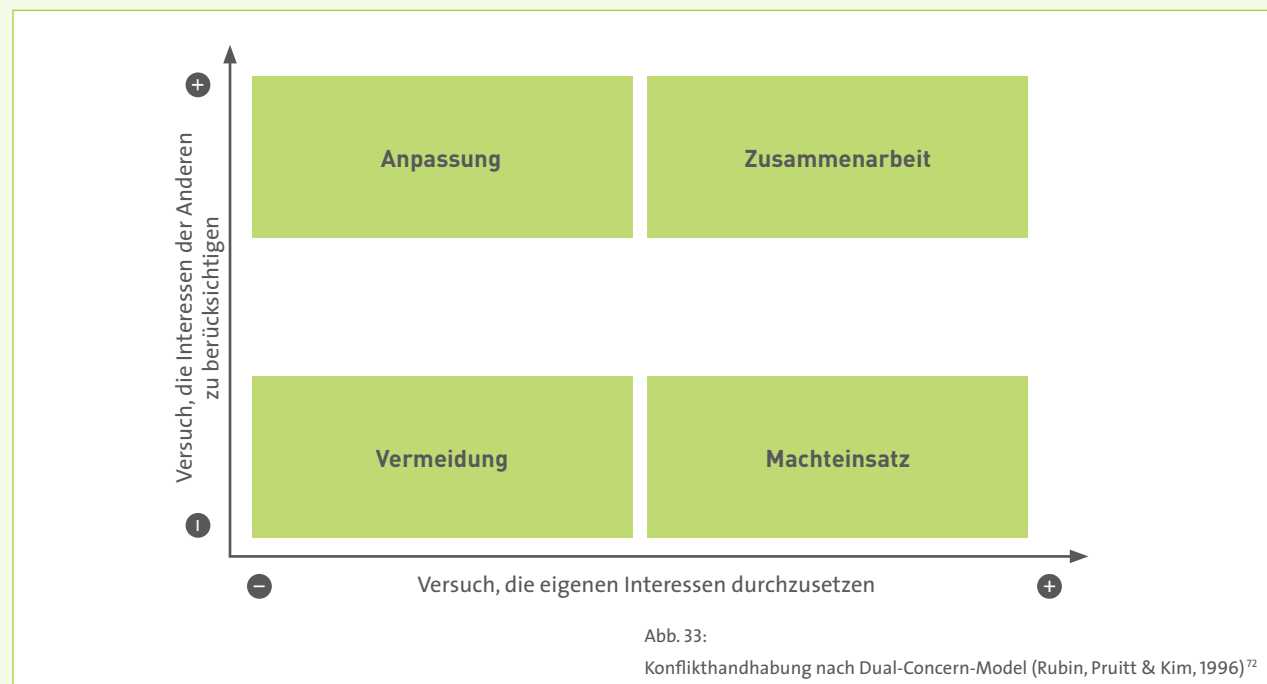 +
Versuch, die Interessen der Anderen
zu berücksichtigen
−
Anpassung
Zusammenarbeit
Vermeidung
Machteinsatz
−
Versuch, die eigenen Interessen durchzusetzen
+
Abb. 33:
Konflikthandhabung nach Dual-Concern-Model (Rubin, Pruitt & Kim, 1996)⁷²